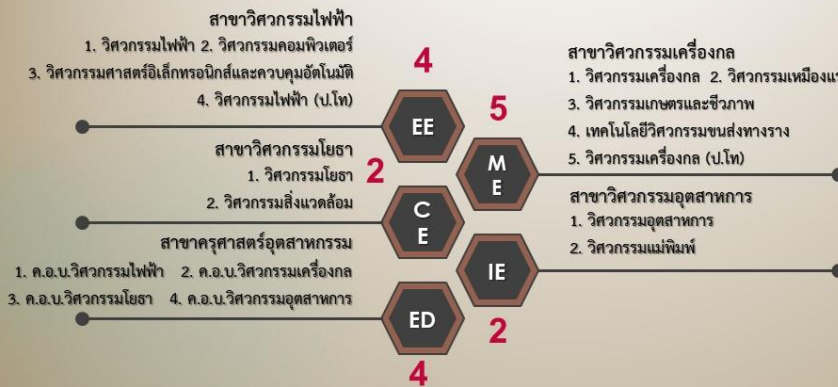 สาขาวิศวกรรมไฟฟ้า
1. วิศวกรรมไฟฟ้า 2. วิศวกรรมคอมพิวเตอร์
3. วิศวกรรมศาสตร์อิเล็กทรอนิกส์และควบคุมอัตโนมัติ
4. วิศวกรรมไฟฟ้า (ป.โท)
4
EE
สาขาวิศวกรรมเครื่องกล
1. วิศวกรรมเครื่องกล 2. วิศวกรรมเหมืองแ
3. วิศวกรรมเกษตรและชีวภาพ
4. เทคโนโลยีวิศวกรรมขนส่งทางราง
5. วิศวกรรมเครื่องกล (ป.โท)
5
M
E
สาขาวิศวกรรมโยธา
1. วิศวกรรมโยธา
2. วิศวกรรมสิ่งแวดล้อม
2
C
E
สาขาวิศวกรรมอุตสาหการ
1. วิศวกรรมอุตสาหการ
2. วิศวกรรมแม่พิมพ์
IE
2
สาขาครุศาสตร์อุตสาหกรรม
1. ค.อ.บ.วิศวกรรมไฟฟ้า 2. ค.อ.บ.วิศวกรรมเครื่องกล
3. ค.อ.บ.วิศวกรรมโยธา 4. ค.อ.บ.วิศวกรรมอุตสาหการ
ED
4